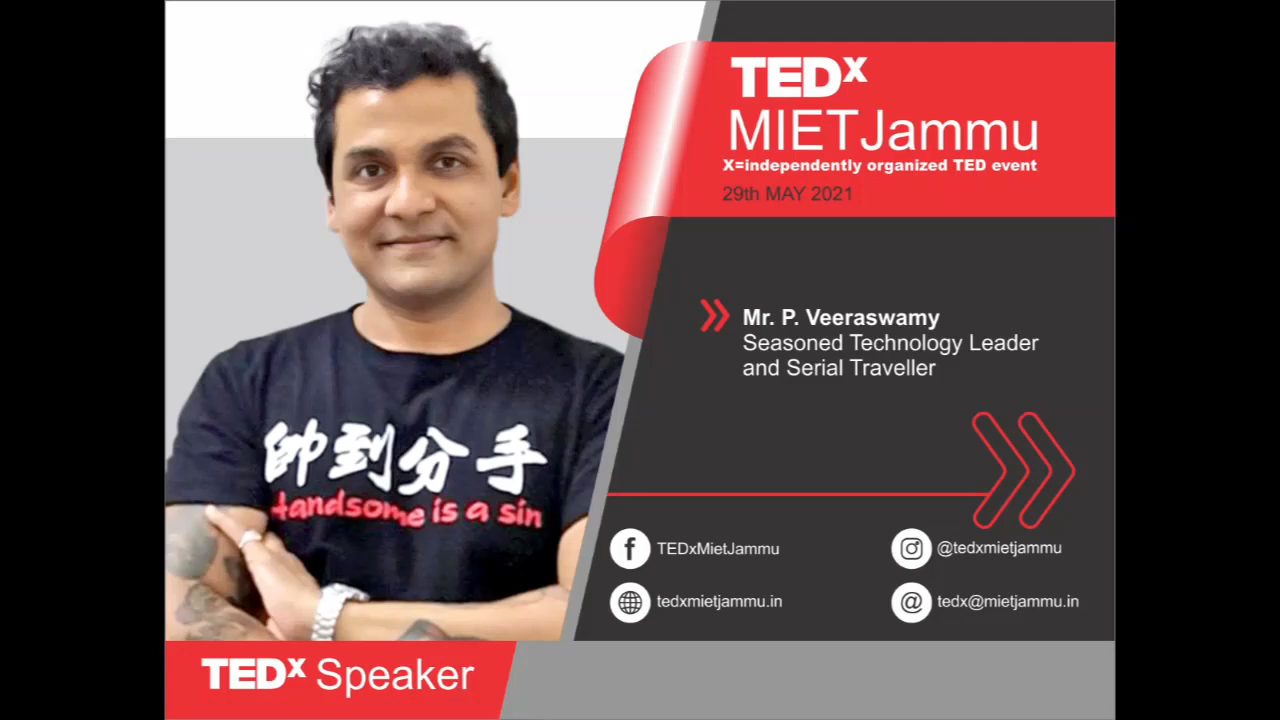 TEDx
MIETJammu
X=independently organized TED event
29th MAY 2021
Mr. P. Veeraswamy
Seasoned Technology Leader
and Serial Traveller
帥到分手
Handsome is a sin
f TEDxMietJammu
@tedxmietjammu
tedxmietjammu.in
@ tedx@mietjammu.in
TEDx Speaker